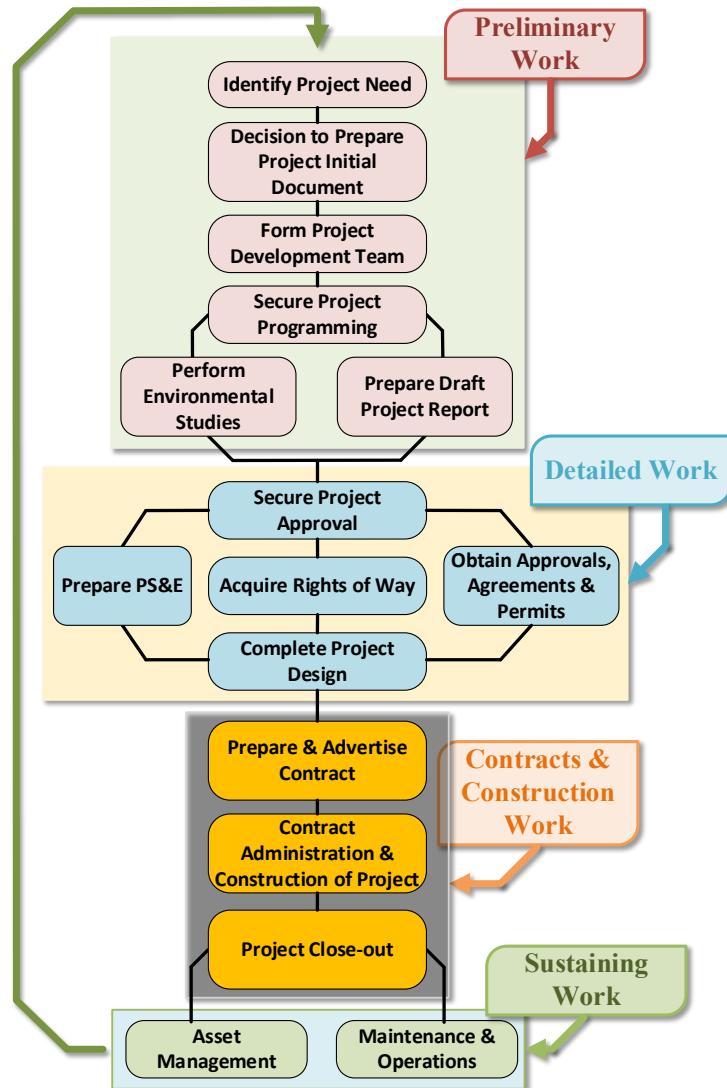 Preliminary
Work
Identify Project Need
Decision to Prepare
Project Initial
Document
Form Project
Development Team
Secure Project
Programming
Perform
Environmental
Studies
Prepare Draft
Project Report
Detailed Work
Secure Project
Approval
Prepare PS&E
Acquire Rights of Way
Obtain Approvals,
Agreements &
Permits
Complete Project
Design
Prepare & Advertise
Contract
Contracts &
Construction
Work
Contract
Administration &
Construction of Project
Project Close-out
Sustaining
Work
Asset
Management
Maintenance &
Operations